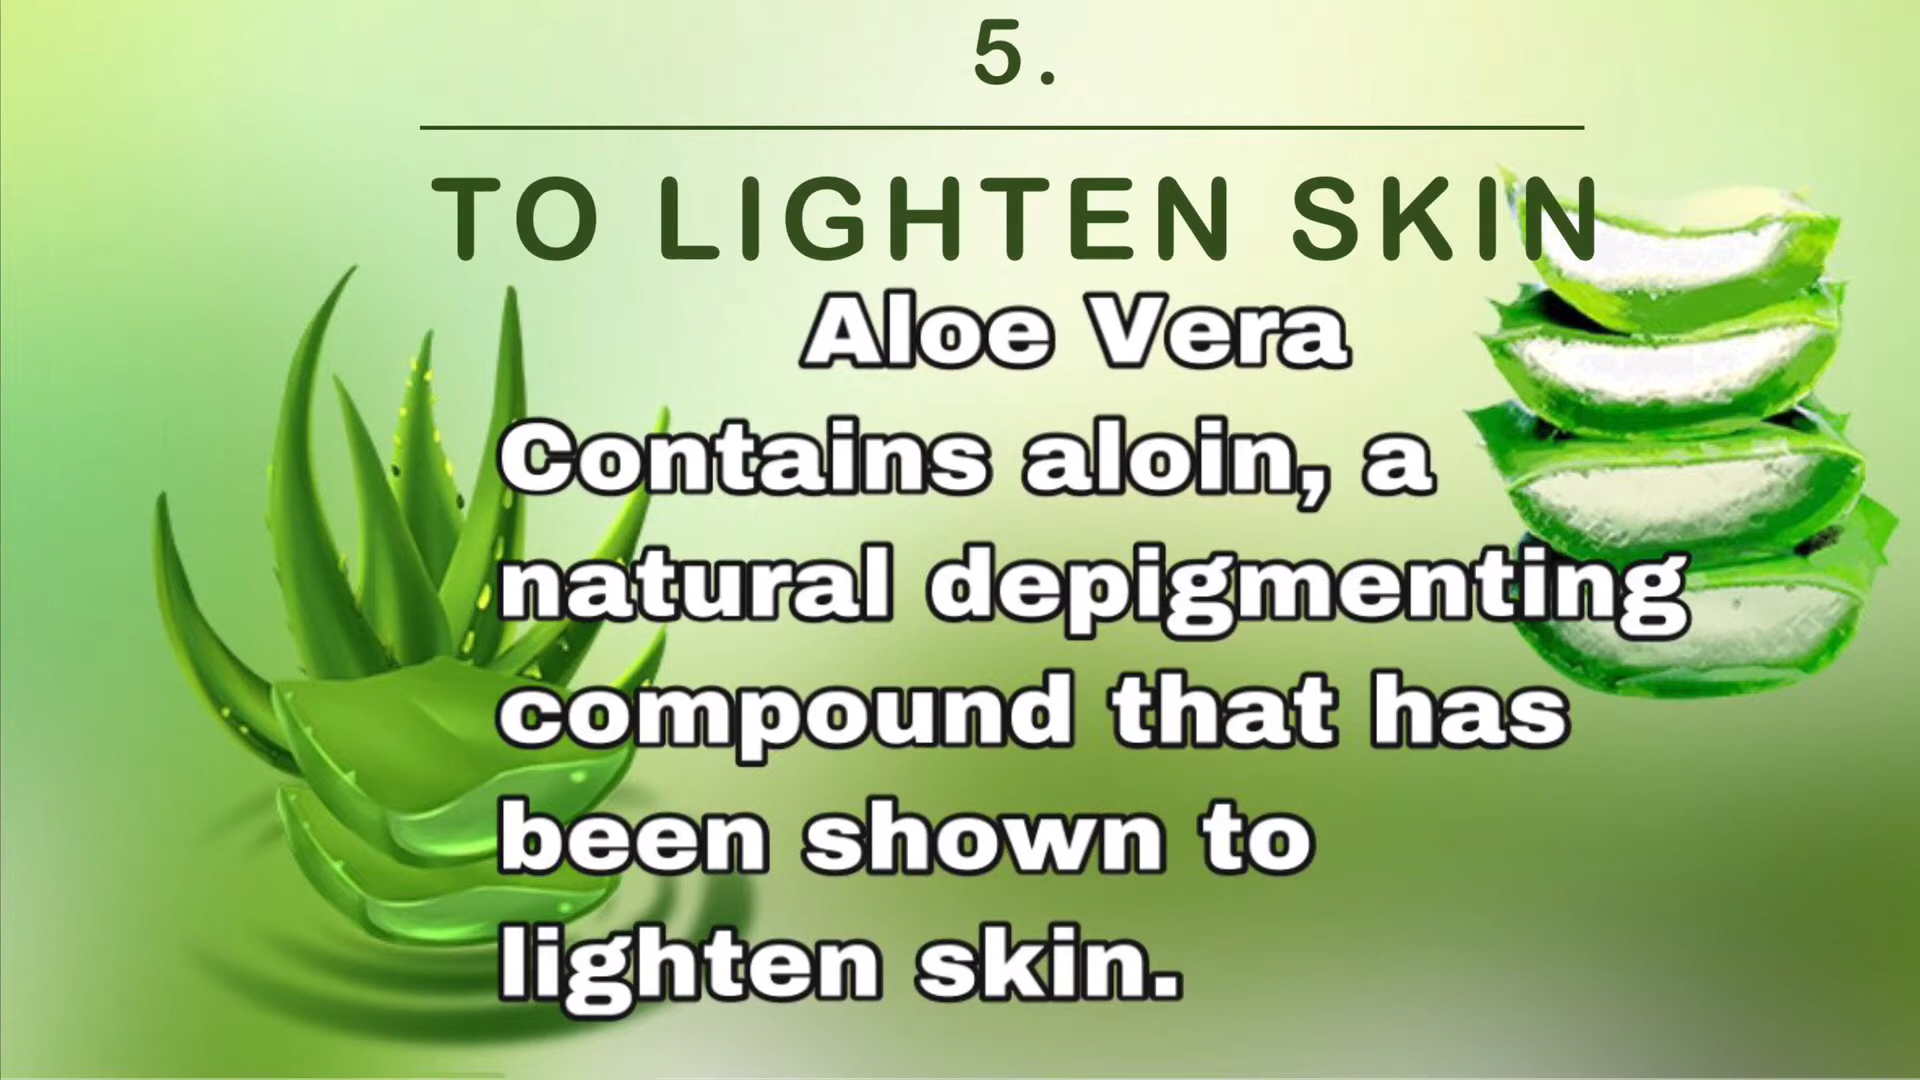 5.
TO LIGHTEN SKIN
Aloe Vera
Contains aloin, a
natural depigmenting
compound that has
been shown to
lighten skin.